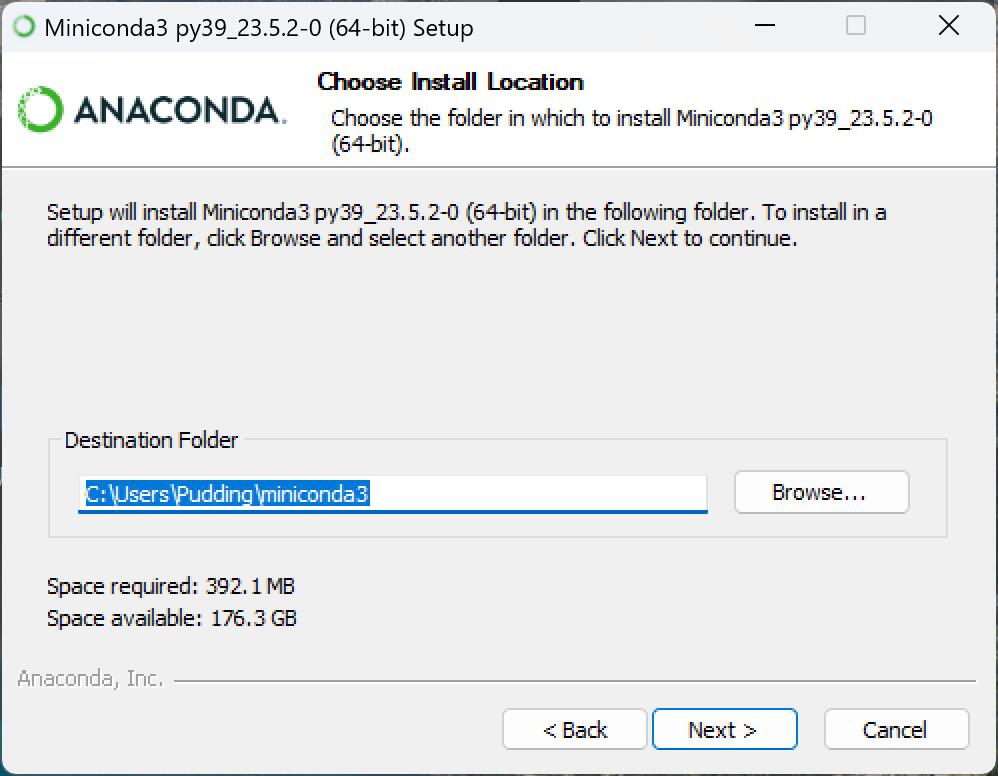 Miniconda3 py39_23.5.2-0 (64-bit) Setup
ANACONDA.
Choose Install Location
Choose the folder in which to install Miniconda3 py39_23.5.2-0
(64-bit).
Setup will install Miniconda3 py39_23.5.2-0 (64-bit) in the following folder. To install in a
different folder, click Browse and select another folder. Click Next to continue.
Destination Folder
C:\Users\Pudding\miniconda3
Browse...
Space required: 392.1 MB
Space available: 176.3 GB
Anaconda, Inc.
< Back
Next >
Cancel